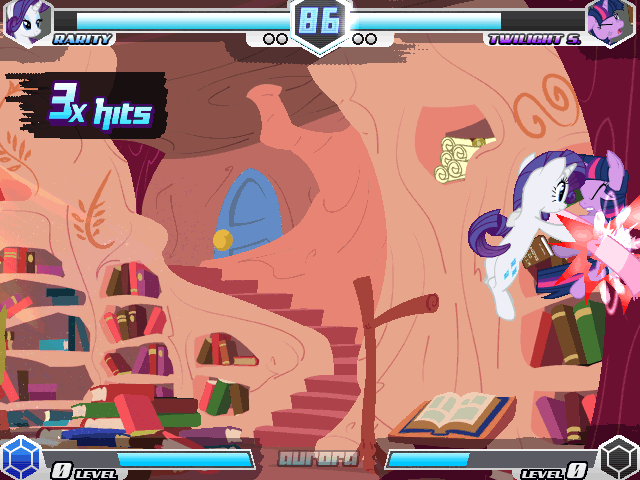 86
RARITY
TWILIGHT S.
3x hits
0 LEVEL
aurora
LEVEL 0